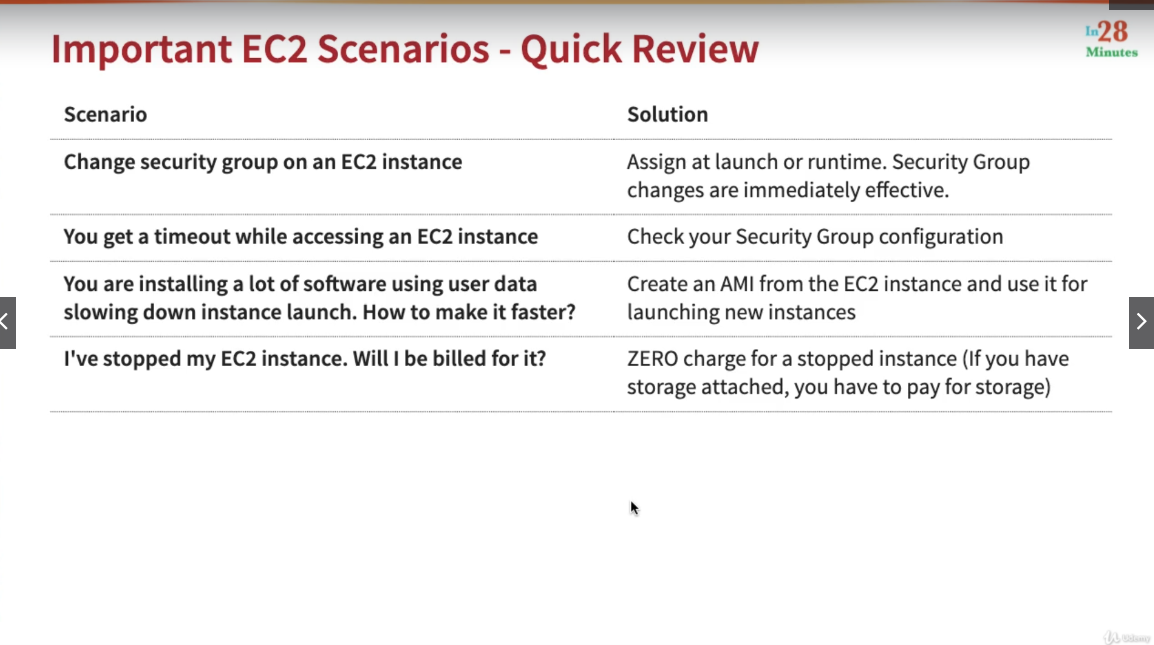 Important EC2 Scenarios - Quick Review
In28
Minutes
Scenario
Solution
Change security group on an EC2 instance
Assign at launch or runtime. Security Group
changes are immediately effective.
You get a timeout while accessing an EC2 instance
Check your Security Group configuration
You are installing a lot of software using user data
slowing down instance launch. How to make it faster?
Create an AMI from the EC2 instance and use it for
launching new instances
I've stopped my EC2 instance. Will I be billed for it?
ZERO charge for a stopped instance (If you have
storage attached, you have to pay for storage)
Udemy